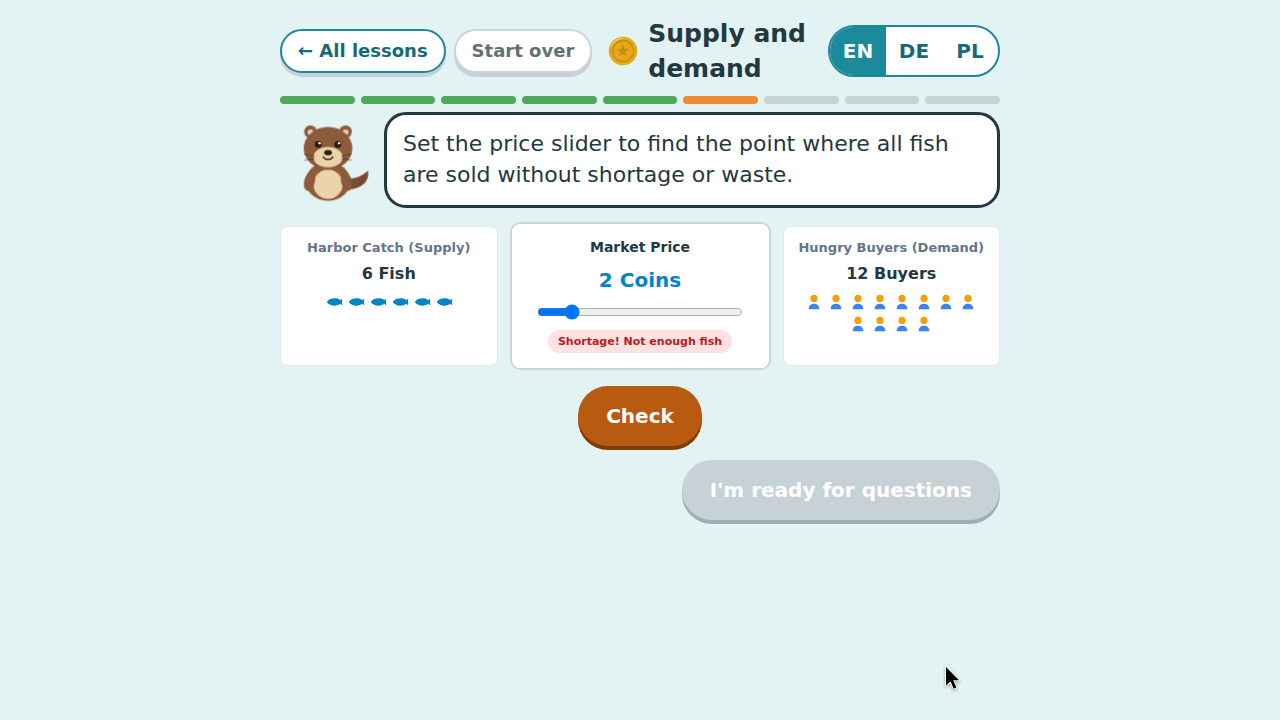 ← All lessons
Start over
Supply and
demand
EN
DE
PL
Set the price slider to find the point where all fish
are sold without shortage or waste.
Harbor Catch (Supply)
6 Fish
Market Price
2 Coins
Shortage! Not enough fish
Hungry Buyers (Demand)
12 Buyers
Check
I'm ready for questions